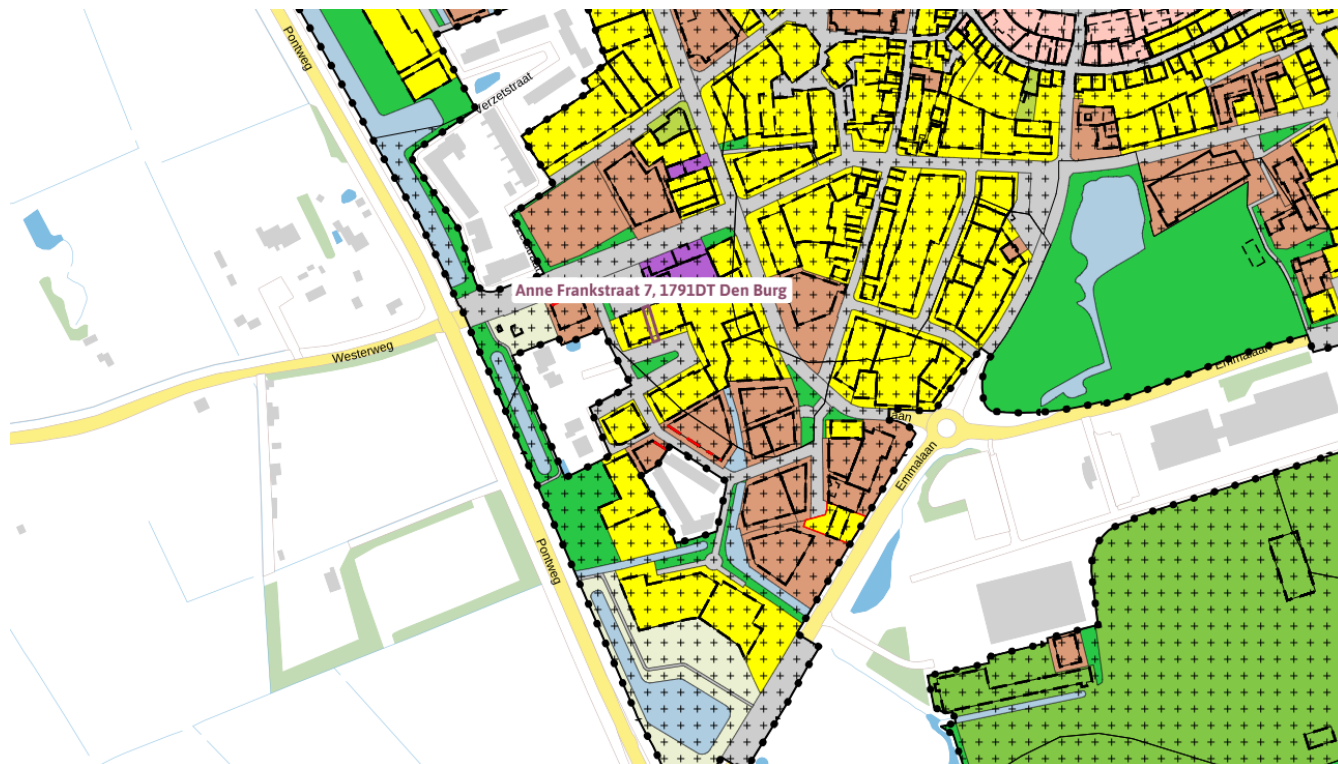 Pontweg
Verzetstraat
Anne Frankstraat 7, 1791DT Den Burg
Westerweg
Emmalaan
laan
Emmalaan
Pontweg